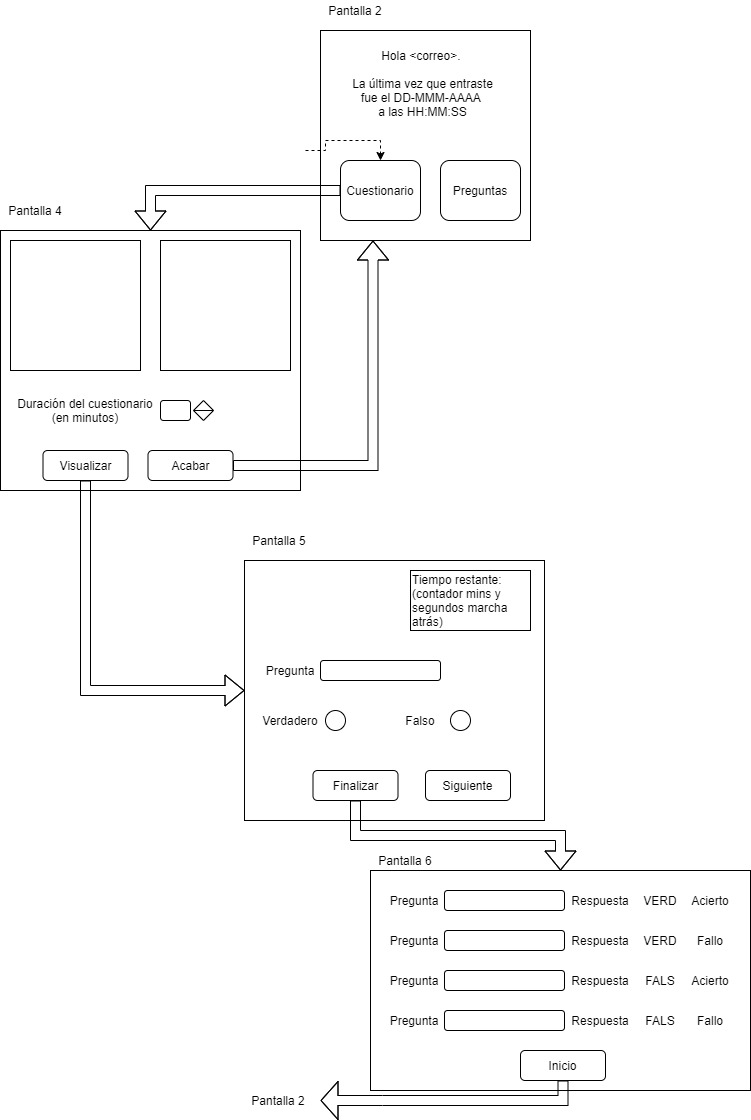 Pantalla 2
Hola <correo>.
La última vez que entraste
fue el DD-MMM-AAAA
a las HH:MM:SS
Cuestionario
Preguntas
Pantalla 4
Duración del cuestionario
(en minutos)
Visualizar
Acabar
Pantalla 5
Tiempo restante:
(contador mins y
segundos marcha
atrás)
Pregunta
Verdadero
Falso
Finalizar
Siguiente
Pantalla 6
Pregunta Respuesta VERD Acierto
Pregunta Respuesta VERD Fallo
Pregunta Respuesta FALS Acierto
Pregunta Respuesta FALS Fallo
Inicio
Pantalla 2